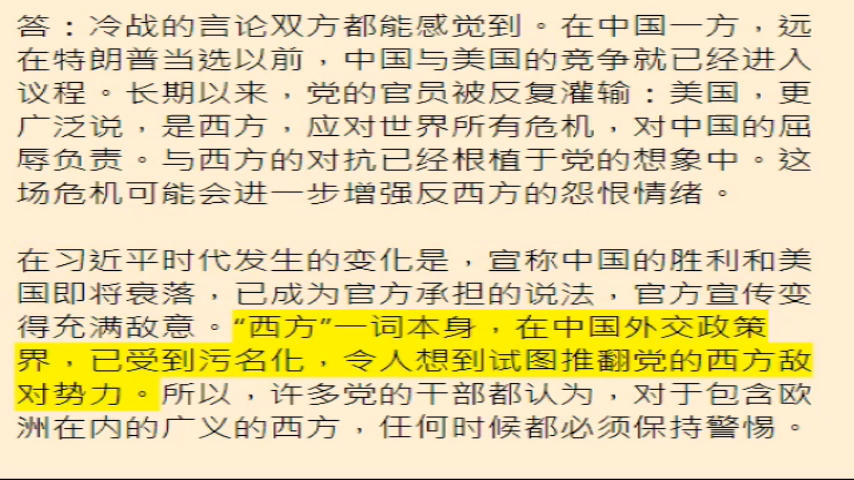 答：冷战的言论双方都能感觉到。在中国一方，远
在特朗普当选以前，中国与美国的竞争就已经进入
议程。长期以来，党的官员被反复灌输：美国，更
广泛说，是西方，应对世界所有危机，对中国的屈
辱负责。与西方的对抗已经根植于党的想象中。这
场危机可能会进一步增强反西方的怨恨情绪。
在习近平时代发生的变化是，宣称中国的胜利和美
国即将衰落，已成为官方承担的说法，官方宣传变
得充满敌意。“西方”一词本身，在中国外交政策
界，已受到污名化，令人想到试图推翻党的西方敌
对势力。所以，许多党的干部都认为，对于包含欧
洲在内的广义的西方，任何时候都必须保持警惕。